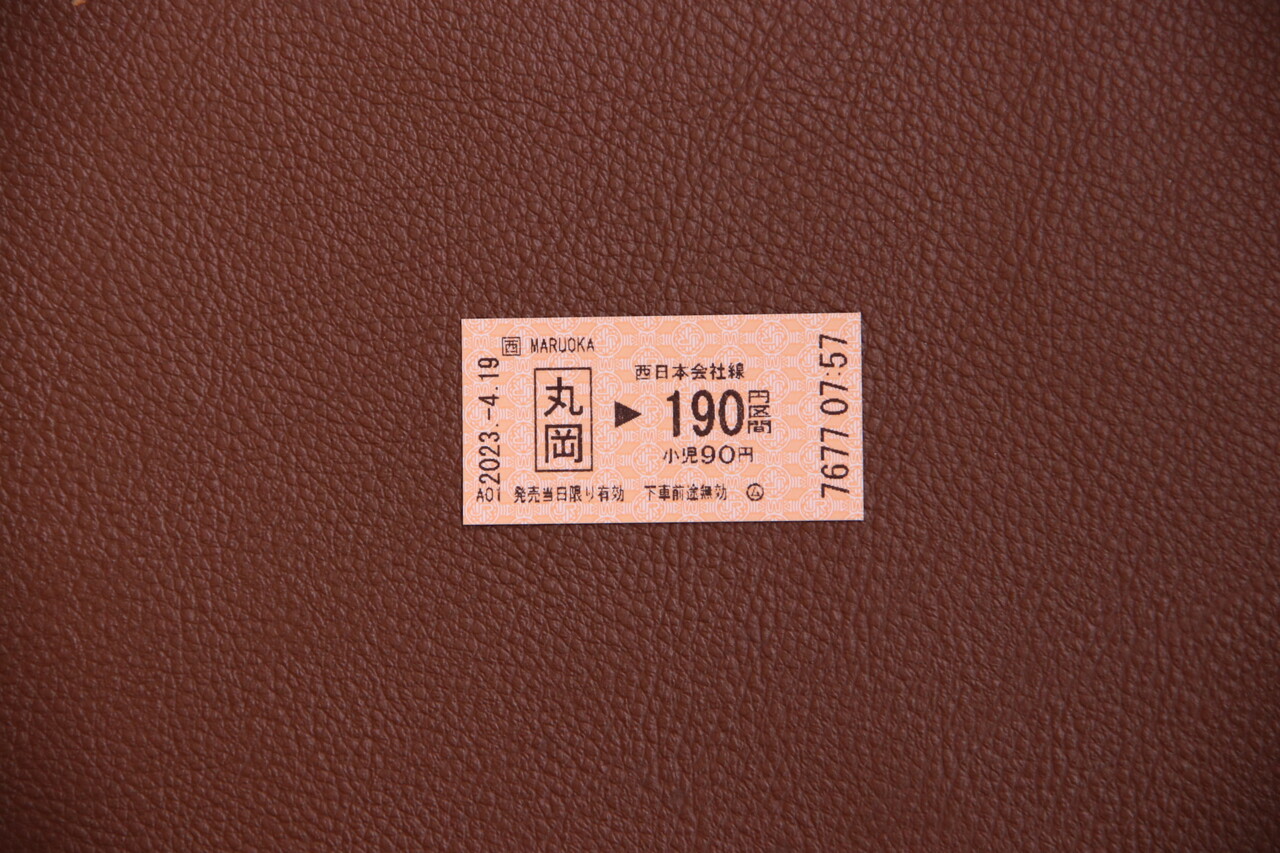 西 MARUOKA
2023.-4.19
丸岡
▶
西日本会社線
190円区間
小児90円
A01 発売当日限り有効 下車前途無効 ム
7677 07:57